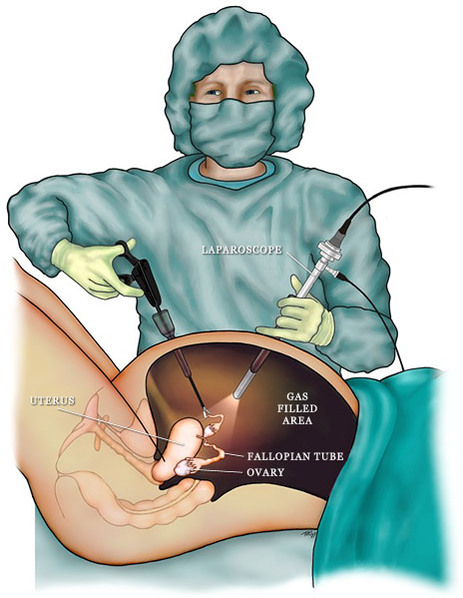 LAPAROSCOPE
GAS
FILLED
AREA
UTERUS
FALLOPIAN TUBE
OVARY